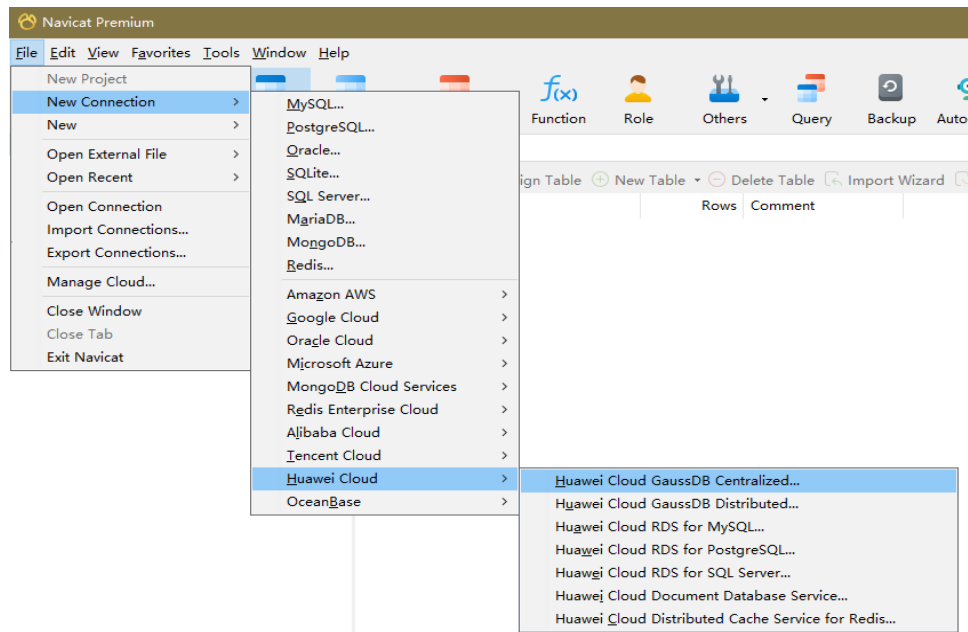 Navicat Premium
File Edit View Favorites Tools Window Help
New Project
New Connection
New
Open External File
Open Recent
Open Connection
Import Connections...
Export Connections...
Manage Cloud...
Close Window
Close Tab
Exit Navicat
MySQL...
PostgreSQL...
Oracle...
SQLite...
SQL Server...
MariaDB...
MongoDB...
Redis...
Amazon AWS
Google Cloud
Oracle Cloud
Microsoft Azure
MongoDB Cloud Services
Redis Enterprise Cloud
Alibaba Cloud
Tencent Cloud
Huawei Cloud
OceanBase
Huawei Cloud GaussDB Centralized...
Huawei Cloud GaussDB Distributed...
Huawei Cloud RDS for MySQL...
Huawei Cloud RDS for PostgreSQL...
Huawei Cloud RDS for SQL Server...
Huawei Cloud Document Database Service...
Huawei Cloud Distributed Cache Service for Redis...
f(x)
Function Role Others Query Backup Auto
ign Table New Table Delete Table Import Wizard
Rows Comment